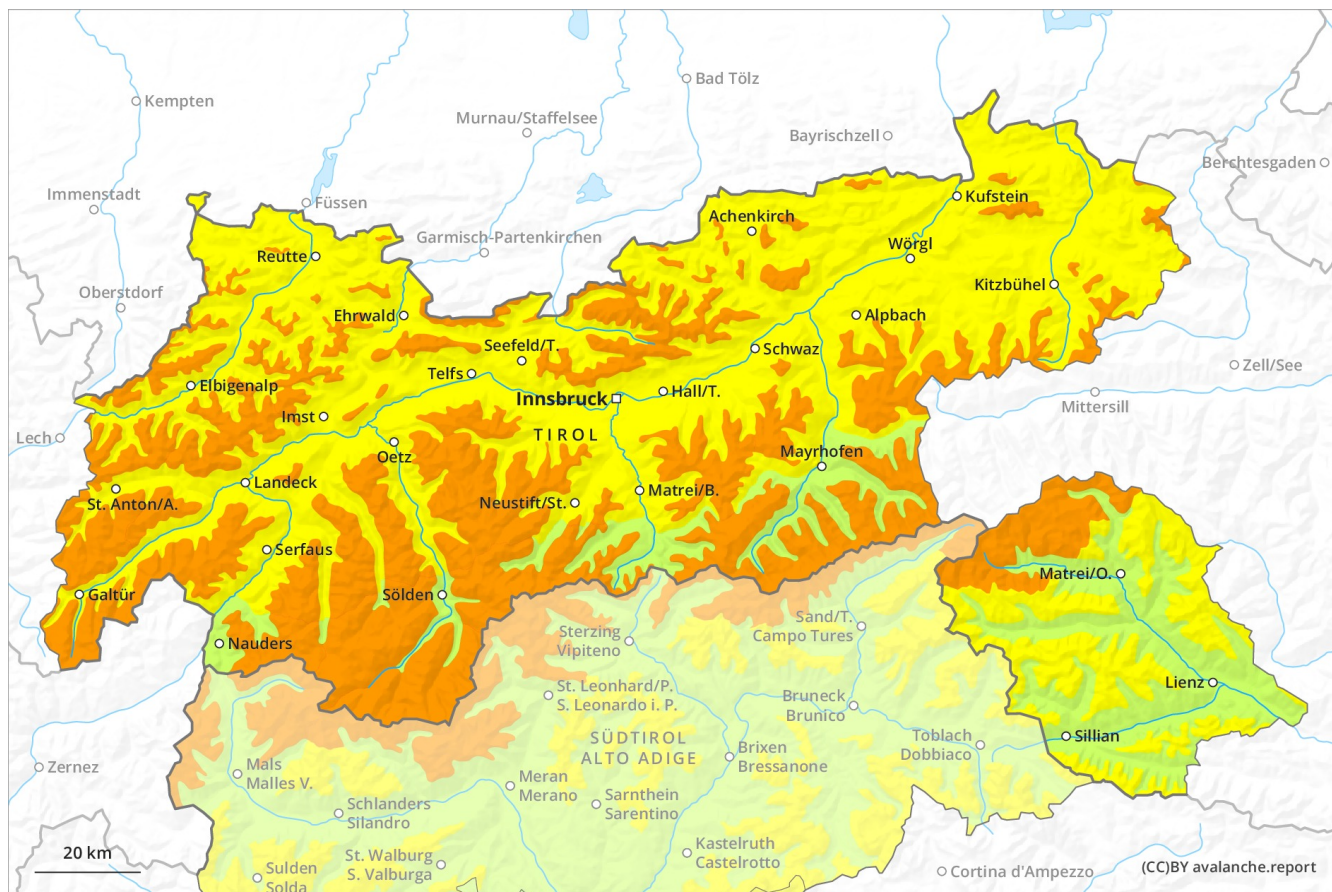 Bad Tölz
Kempten
Murnau/Staffelsee
Bayrischzell
Berchtesgaden
Immenstadt
Füssen
Kufstein
Achenkirch
Garmisch-Partenkirchen
Wörgl
Reutte
Kitzbühel
Oberstdorf
Ehrwald
Alpbach
Seefeld/T.
Schwaz
Zell/See
Telfs
Elbigenalp
Hall/T.
Innsbruck
Mittersill
Imst
TIROL
Lech
Oetz
Mayrhofen
Landeck
Matrei/B.
St. Anton/A.
Neustift/St.
Serfaus
Matrei/O.
Galtür
Sölden
Sand/T.
Campo Tures
Sterzing
Vipiteno
Nauders
Lienz
St. Leonhard/P.
S. Leonardo i. P.
Bruneck
Brunico
Sillian
SÜDTIROL
ALTO ADIGE
Toblach
Dobbiaco
Brixen
Bressanone
Zernez
Mals
Malles V.
Meran
Merano
Sarnthein
Sarentino
Schlanders
Silandro
Kastelruth
Castelrotto
20 km
St. Walburg
S. Valburga
Sulden
Solda
Cortina d'Ampezzo
(CC)BY avalanche.report